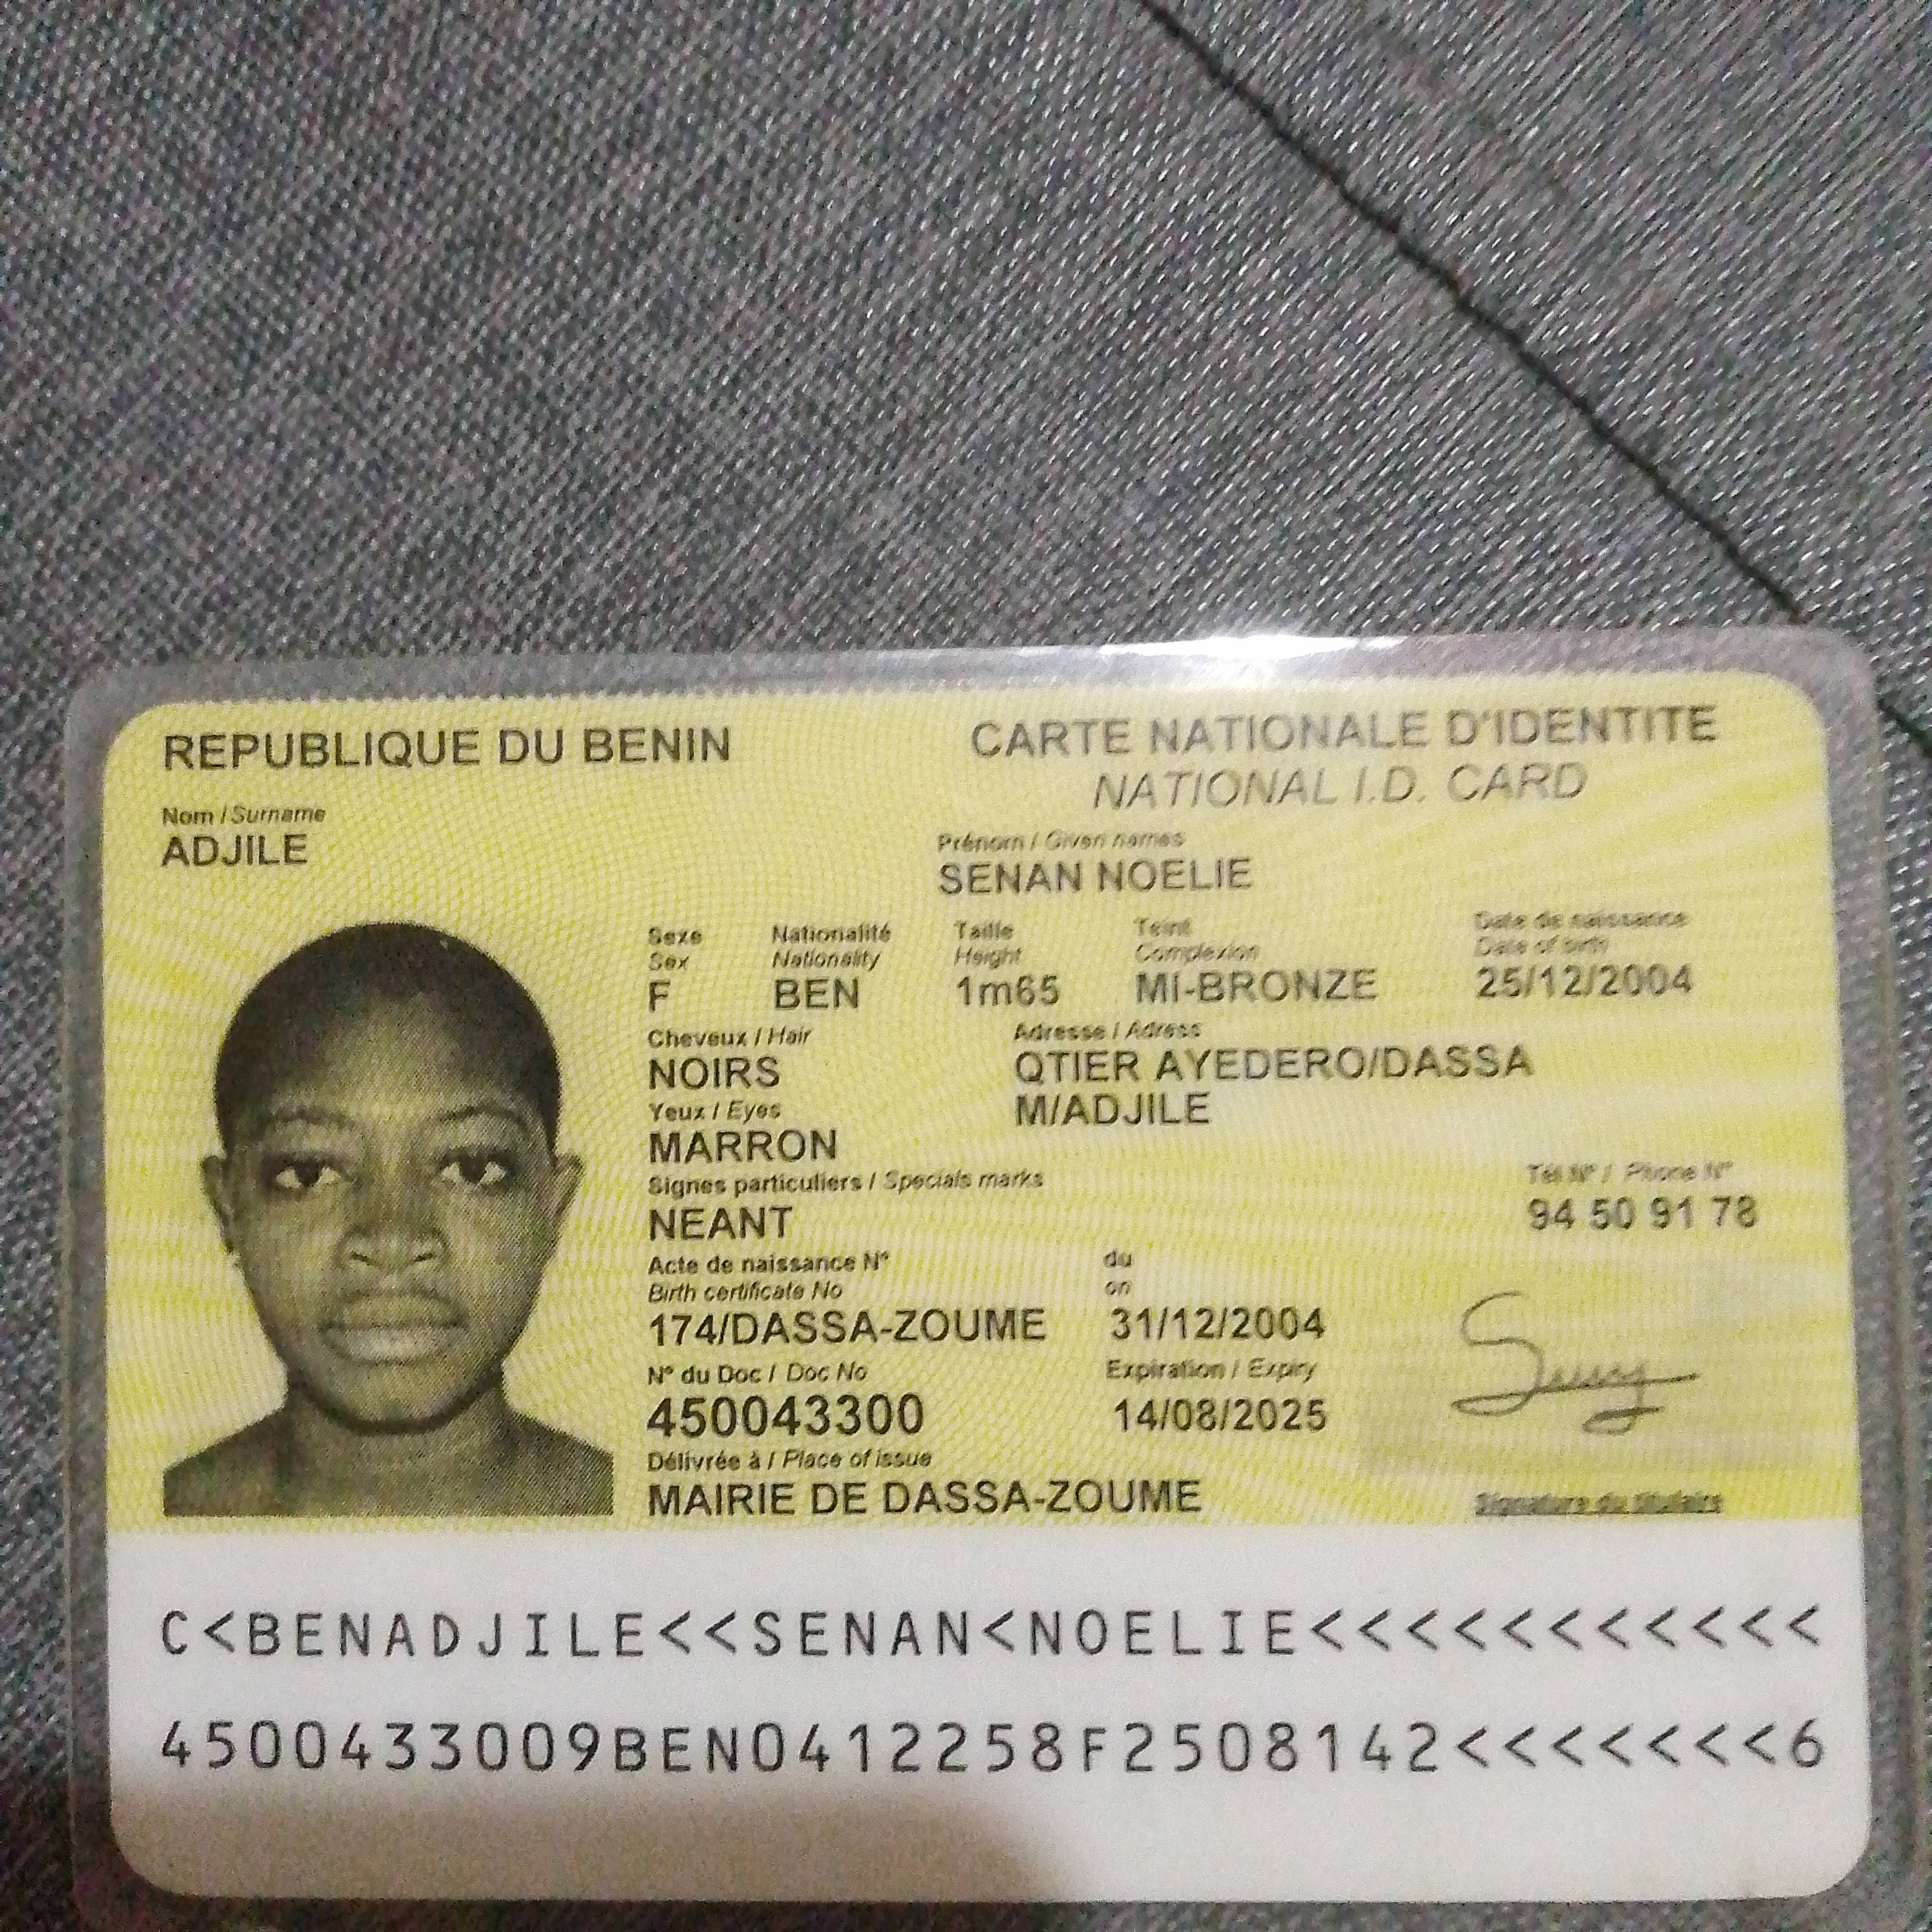 REPUBLIQUE DU BENIN
CARTE NATIONALE D'IDENTITE
NATIONAL I.D. CARD
Nom / Surname
ADJILE
Prénom / Given names
SENAN NOELIE
Sexe Nationalité Taille Teint Date de naissance
Sex Nationality Height Complexion Date of birth
F BEN 1m65 MI-BRONZE 25/12/2004
Cheveux / Hair Adresse / Adress
NOIRS QTIER AYEDERO/DASSA
Yeux / Eyes M/ADJILE
MARRON
Signes particuliers / Specials marks Tél N° / Phone N°
NEANT 94 50 91 78
Acte de naissance N° du
Birth certificate No on
174/DASSA-ZOUME 31/12/2004
N° du Doc / Doc No Expiration / Expiry
450043300 14/08/2025
Délivrée à / Place of issue
MAIRIE DE DASSA-ZOUME Signature du titulaire
C<BENADJILE<<SENAN<NOELIE<<<<<<<<<<<
4500433009BEN0412258F2508142<<<<<<<6